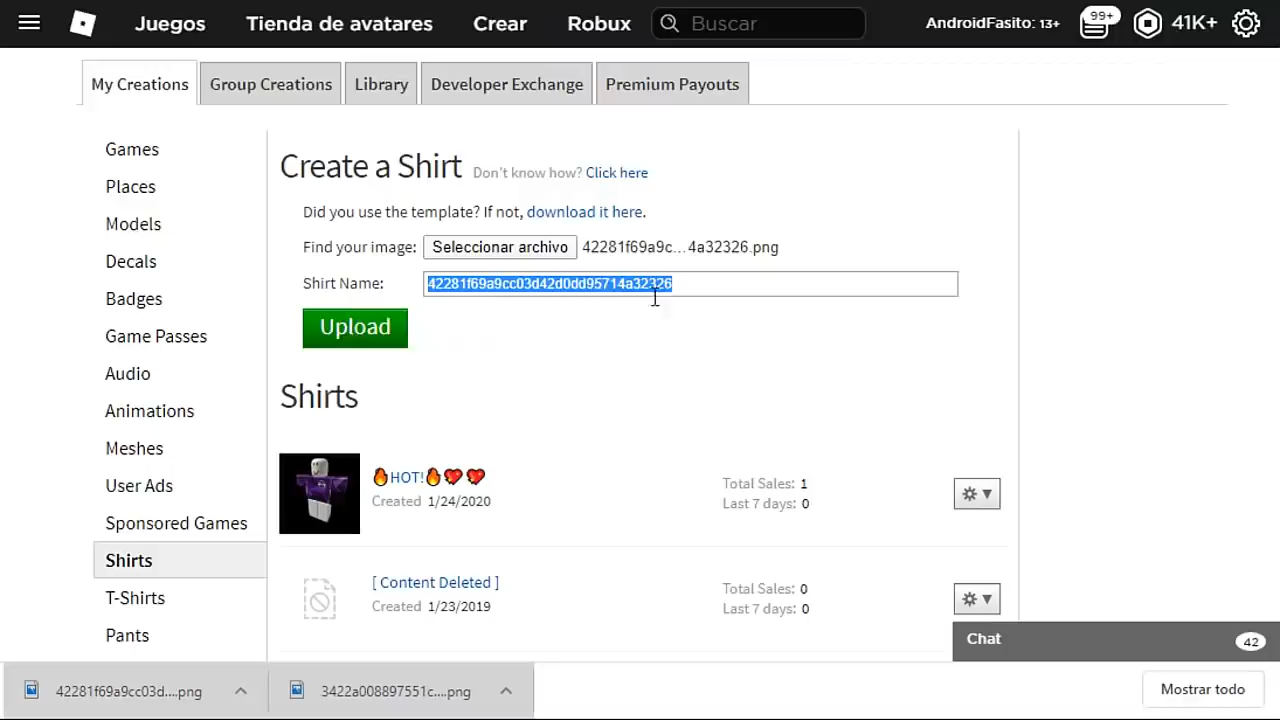 Juegos Tienda de avatares Crear Robux Buscar AndroidFasito: 13+ 99+ 41K+
My Creations Group Creations Library Developer Exchange Premium Payouts
Games
Places
Models
Decals
Badges
Game Passes
Audio
Animations
Meshes
User Ads
Sponsored Games
Shirts
T-Shirts
Pants
Create a Shirt Don't know how? Click here
Did you use the template? If not, download it here.
Find your image: Seleccionar archivo 42281f69a9c...4a32326.png
Shirt Name: 42281f69a9cc03d42d0dd95714a32326
Upload
Shirts
🔥HOT!🔥💖💖 Total Sales: 1
Created 1/24/2020 Last 7 days: 0
[ Content Deleted ] Total Sales: 0
Created 1/23/2019 Last 7 days: 0
Chat 42
42281f69a9cc03d....png 3422a008897551c....png Mostrar todo